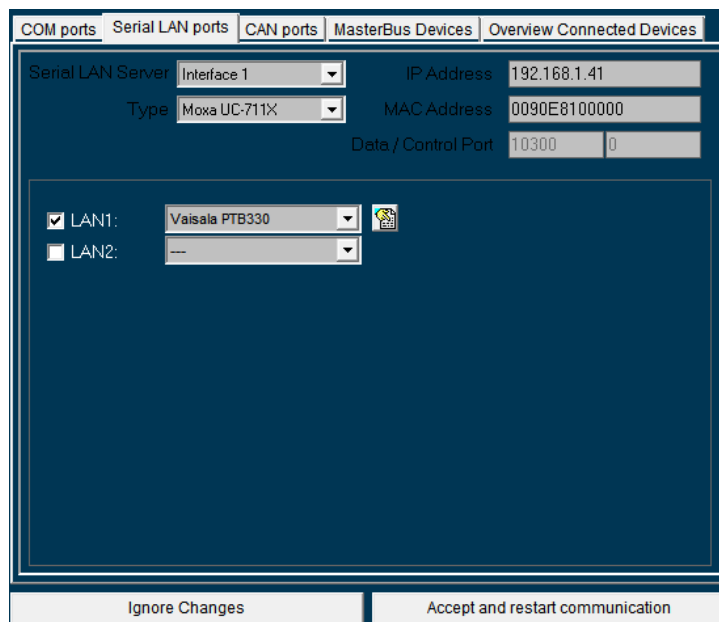 COM ports Serial LAN ports CAN ports MasterBus Devices Overview Connected Devices
Serial LAN Server Interface 1 IP Address 192.168.1.41
Type Moxa UC-711X MAC Address 0090E8100000
Data / Control Port 10300 0
LAN1: Vaisala PTB330
LAN2: ---
Ignore Changes Accept and restart communication